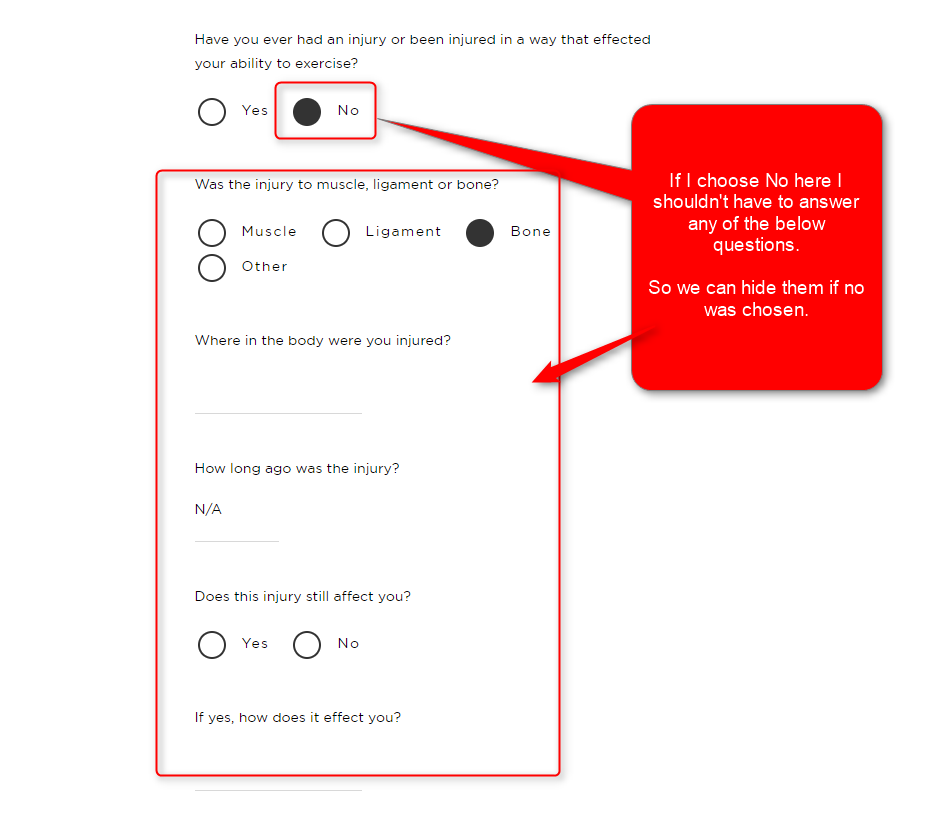 Have you ever had an injury or been injured in a way that effected
your ability to exercise?
Yes No
If I choose No here I
shouldn't have to answer
any of the below
questions.
So we can hide them if no
was chosen.
Was the injury to muscle, ligament or bone?
Muscle Ligament Bone
Other
Where in the body were you injured?
How long ago was the injury?
N/A
Does this injury still affect you?
Yes No
If yes, how does it effect you?